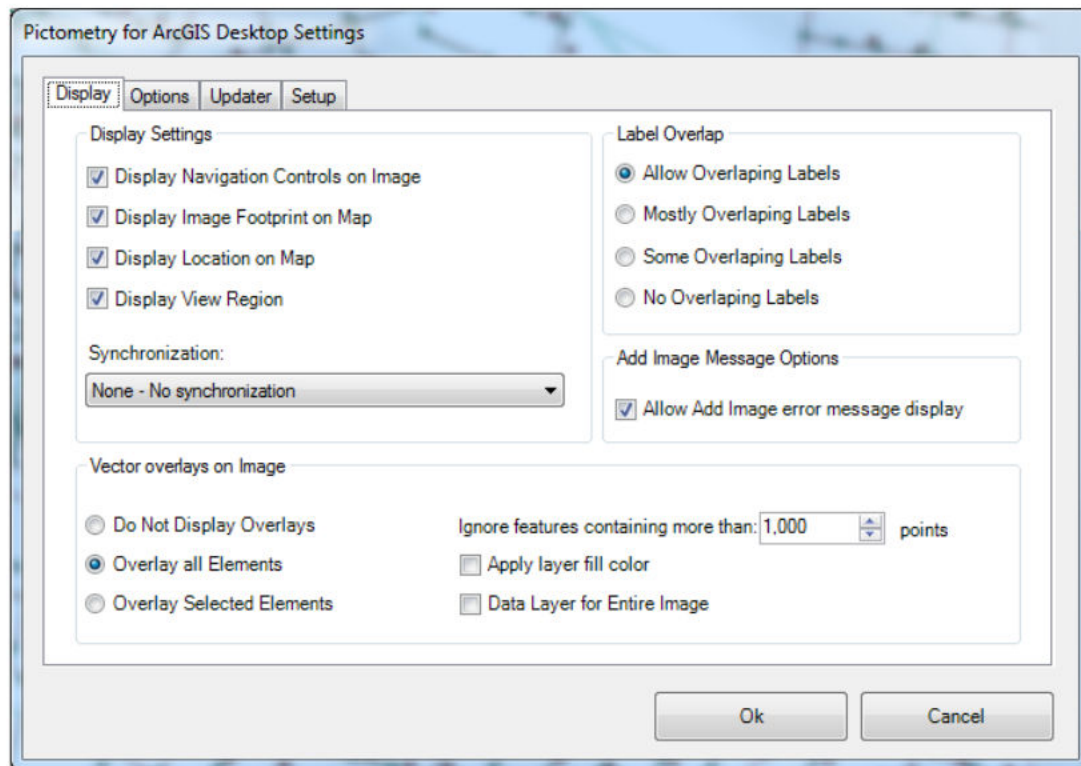 Pictometry for ArcGIS Desktop Settings
Display Options Updater Setup
Display Settings
Display Navigation Controls on Image
Display Image Footprint on Map
Display Location on Map
Display View Region
Synchronization:
None - No synchronization
Label Overlap
Allow Overlaping Labels
Mostly Overlaping Labels
Some Overlaping Labels
No Overlaping Labels
Add Image Message Options
Allow Add Image error message display
Vector overlays on Image
Do Not Display Overlays
Overlay all Elements
Overlay Selected Elements
Ignore features containing more than: 1,000 points
Apply layer fill color
Data Layer for Entire Image
Ok Cancel